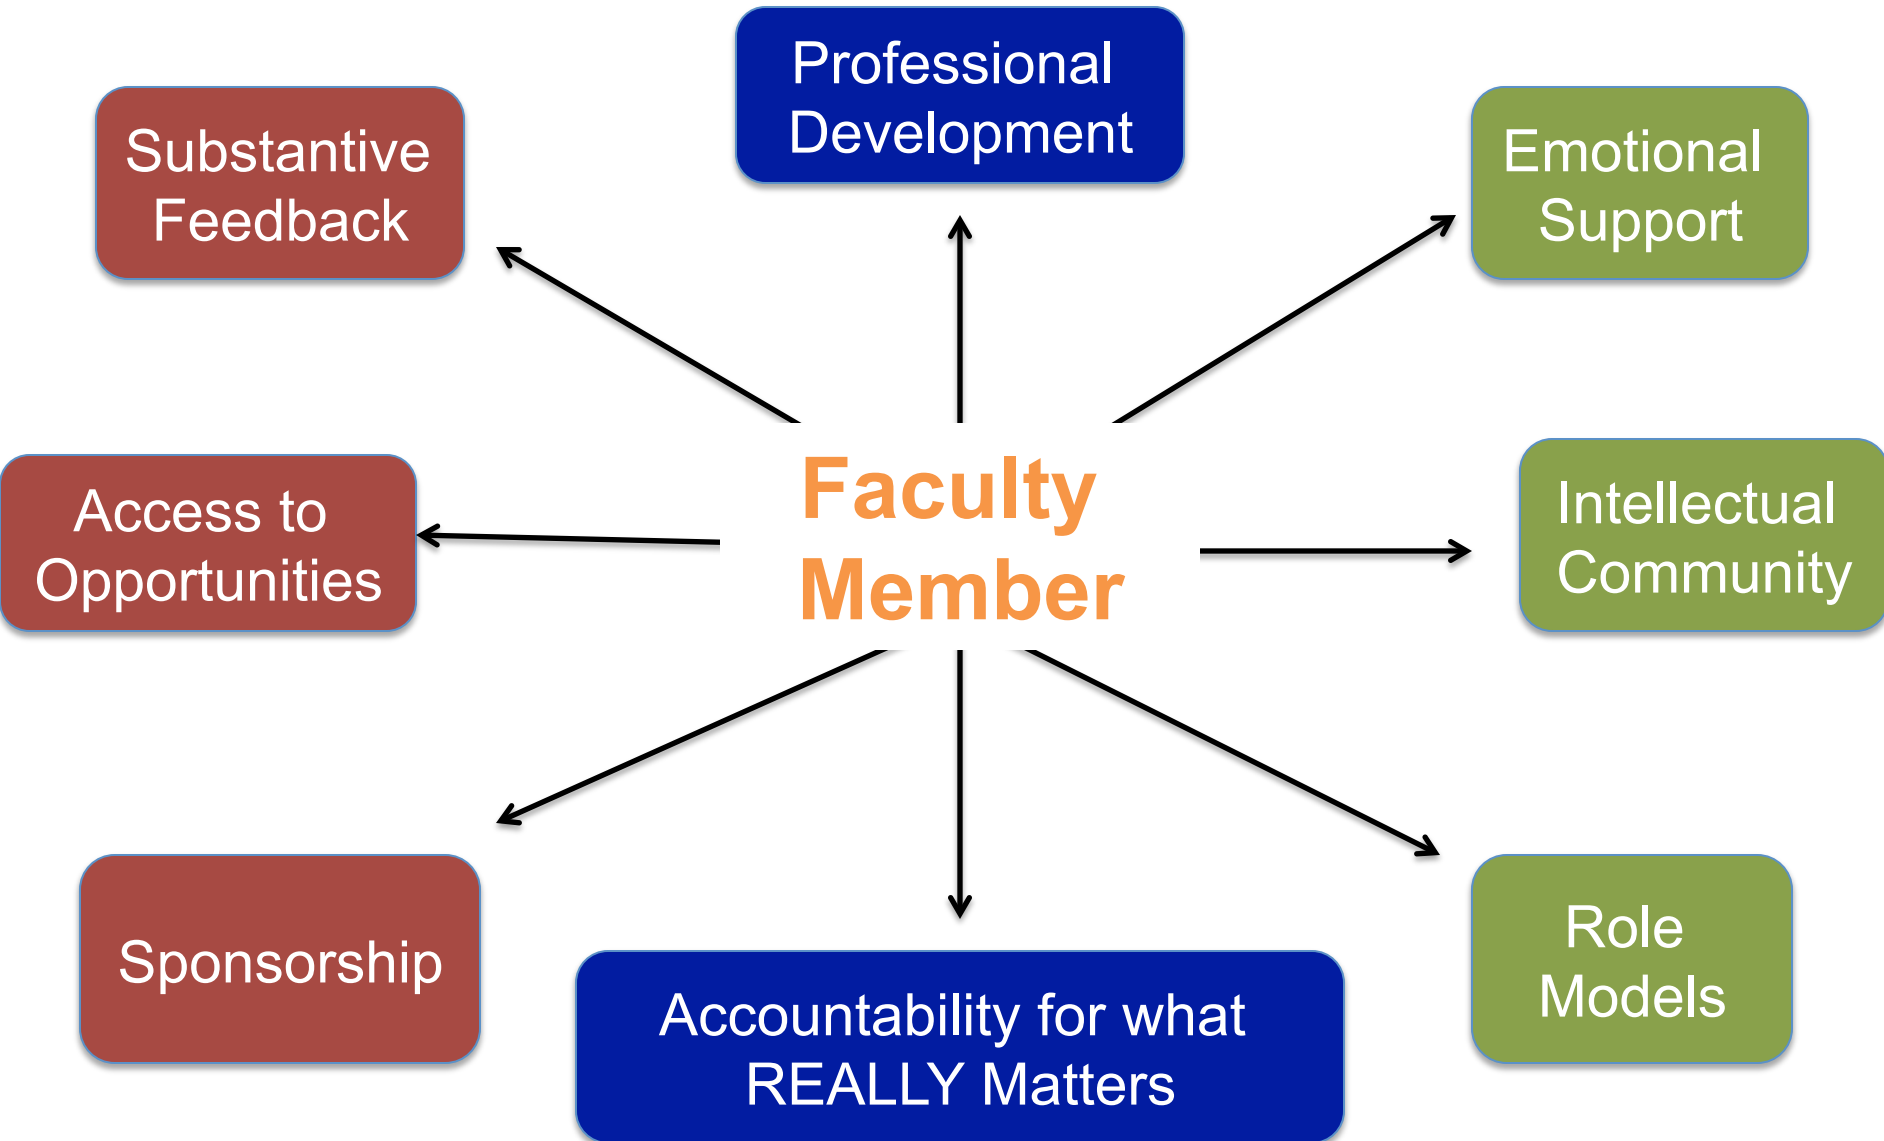 Professional
Development
Substantive
Feedback
Emotional
Support
Faculty
Member
Access to
Opportunities
Intellectual
Community
Sponsorship
Role
Models
Accountability for what
REALLY Matters